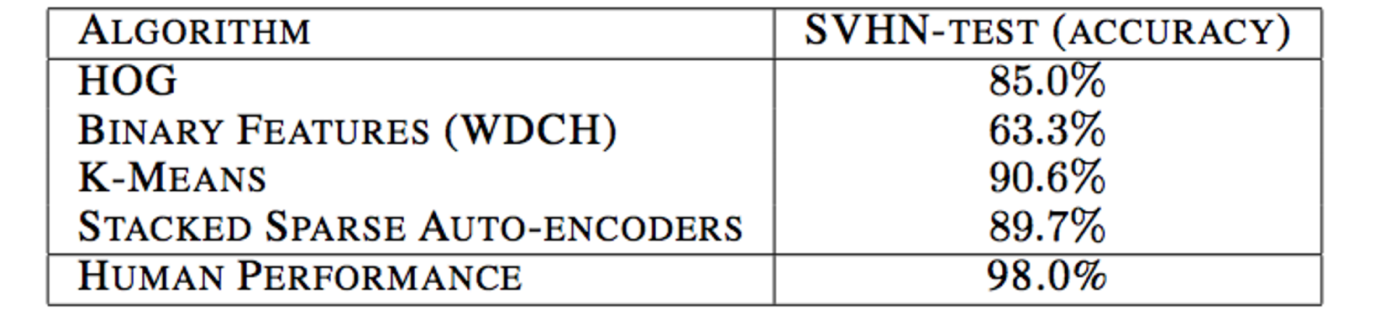 ALGORITHM SVHN-TEST (ACCURACY)
HOG 85.0%
BINARY FEATURES (WDCH) 63.3%
K-MEANS 90.6%
STACKED SPARSE AUTO-ENCODERS 89.7%
HUMAN PERFORMANCE 98.0%